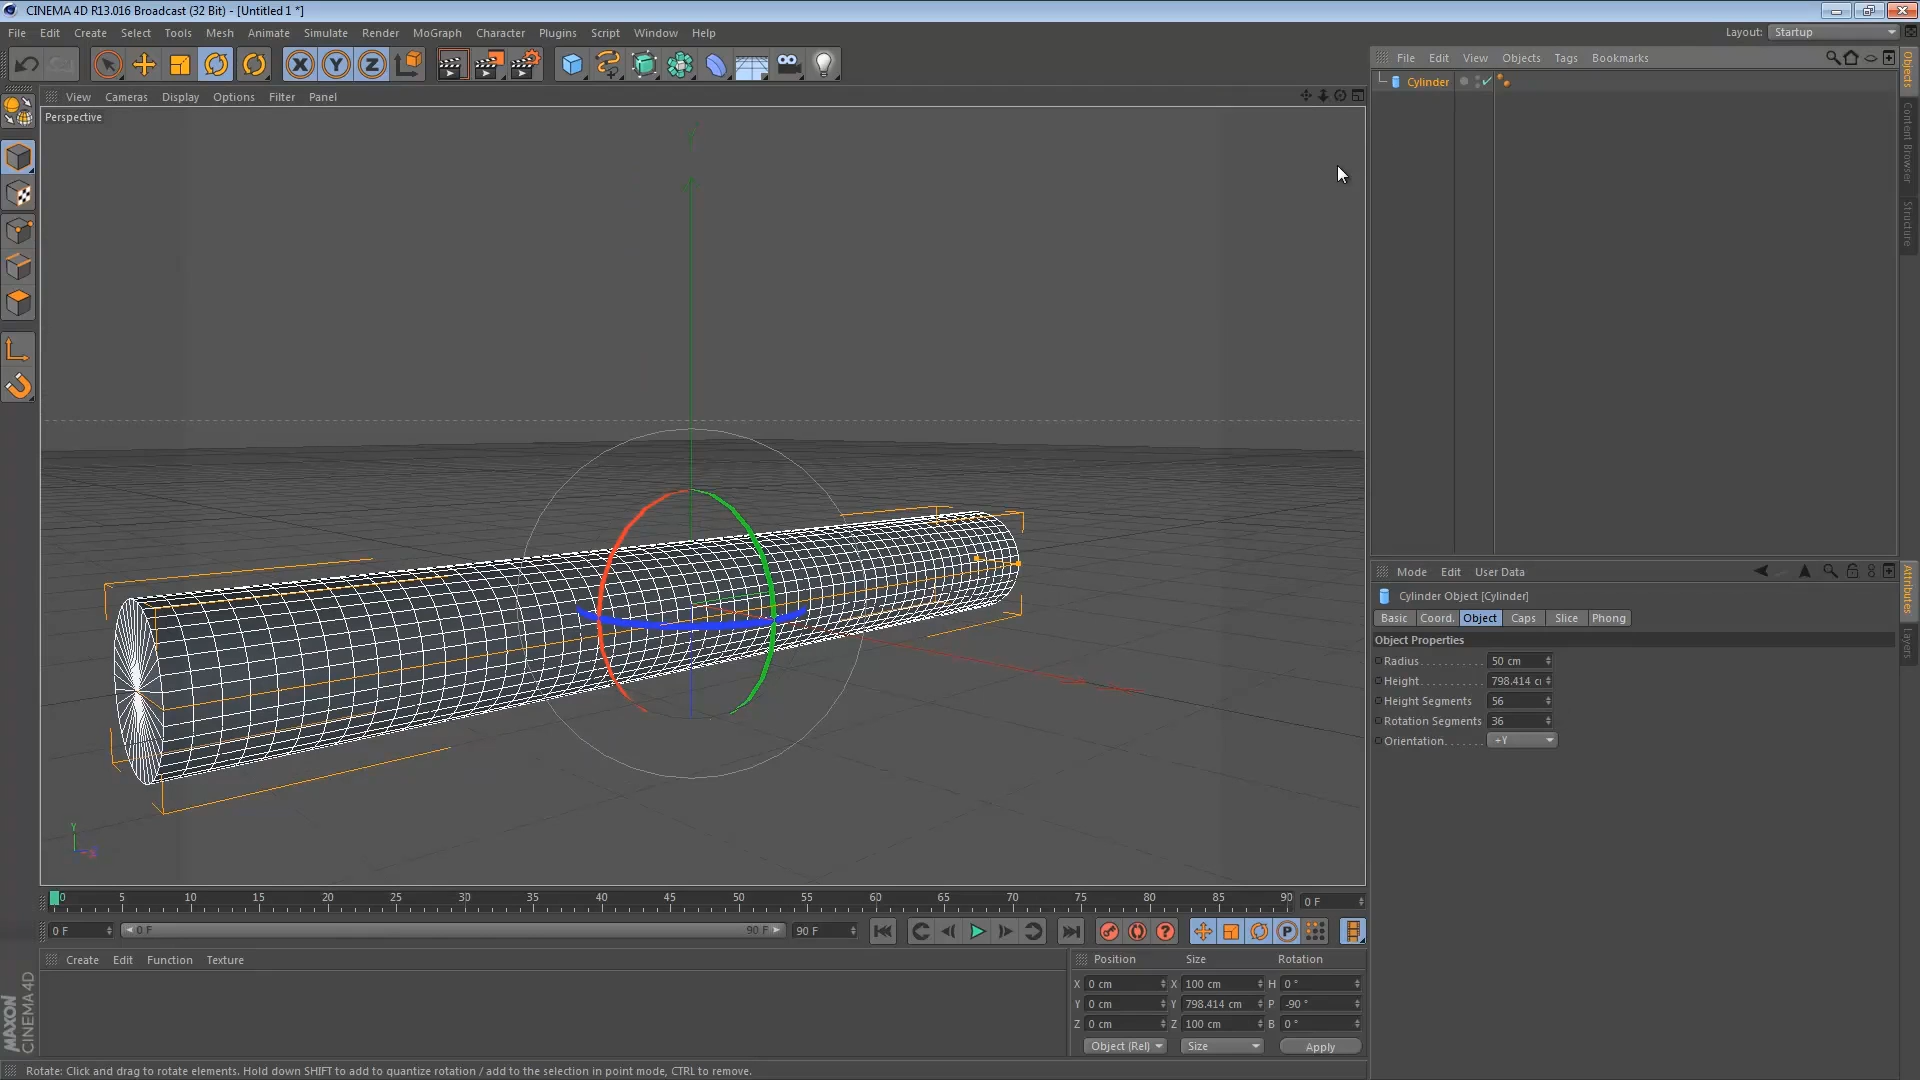 CINEMA 4D R13.016 Broadcast (32 Bit) - [Untitled 1 *]
File Edit Create Select Tools Mesh Animate Simulate Render MoGraph Character Plugins Script Window Help
Layout: Startup
X Y Z
View Cameras Display Options Filter Panel
Perspective
Y
File Edit View Objects Tags Bookmarks
Cylinder
Objects
Content Browser
Structure
Mode Edit User Data
Attributes
Layers
Cylinder Object [Cylinder]
Basic Coord. Object Caps Slice Phong
Object Properties
Radius 50 cm
Height 798.414 c
Height Segments 56
Rotation Segments 36
Orientation +Y
0 5 10 15 20 25 30 35 40 45 50 55 60 65 70 75 80 85 90 0 F
0 F 0 F 90 F 90 F
? P
Create Edit Function Texture
Position Size Rotation
X 0 cm X 100 cm H 0 °
Y 0 cm Y 798.414 cm P -90 °
Z 0 cm Z 100 cm B 0 °
Object (Rel) Size Apply
MAXON
CINEMA 4D
Rotate: Click and drag to rotate elements. Hold down SHIFT to add to quantize rotation / add to the selection in point mode, CTRL to remove.